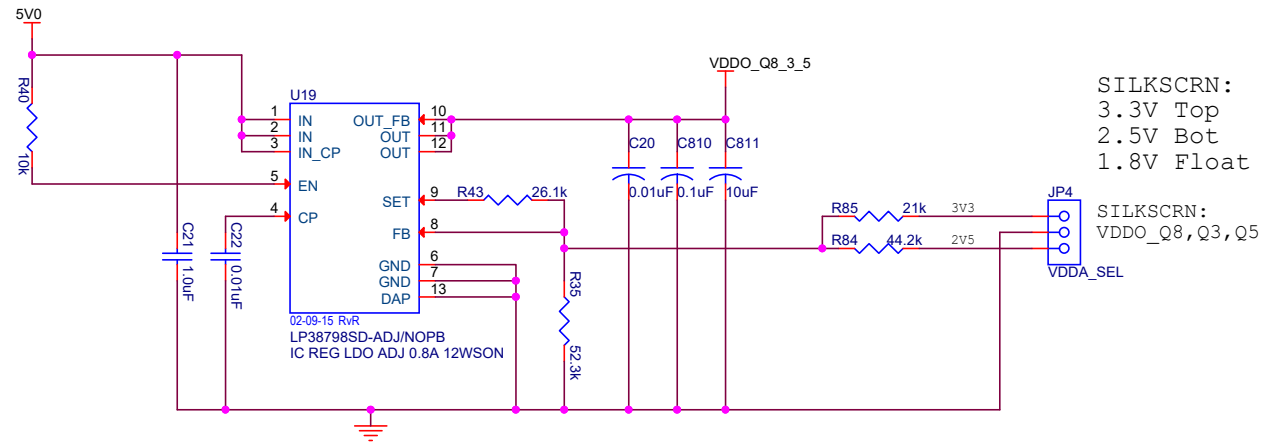 5V0
R40
10k
C21
1.0uF
C22
0.01uF
U19
1
IN
2
IN
3
IN_CP
5
EN
4
CP
OUT_FB
10
OUT
11
OUT
12
SET
9
FB
8
GND
6
GND
7
DAP
13
02-09-15 RvR
LP38798SD-ADJ/NOPB
IC REG LDO ADJ 0.8A 12WSON
R43
26.1k
R35
52.3k
VDDO_Q8_3_5
C20
0.01uF
C810
0.1uF
C811
10uF
R85
21k
3V3
R84
44.2k
2V5
SILKSCRN:
3.3V Top
2.5V Bot
1.8V Float
JP4
VDDA_SEL
SILKSCRN:
VDDO_Q8,Q3,Q5